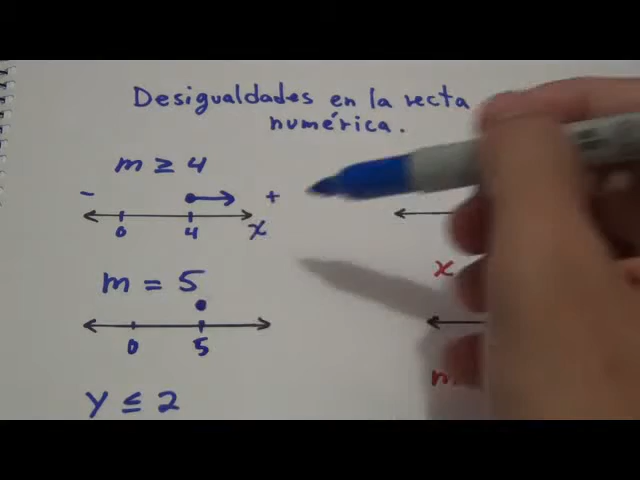 Desigualdades en la recta
numérica.
m ≥ 4
- +
0 4 x
m = 5
0 5
y ≤ 2
x
m